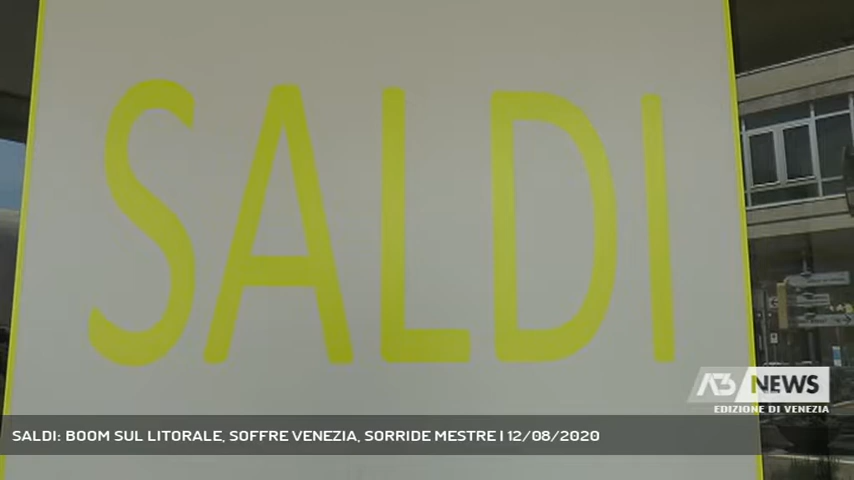 SALDI
A3 NEWS
EDIZIONE DI VENEZIA
SALDI: BOOM SUL LITORALE, SOFFRE VENEZIA, SORRIDE MESTRE | 12/08/2020